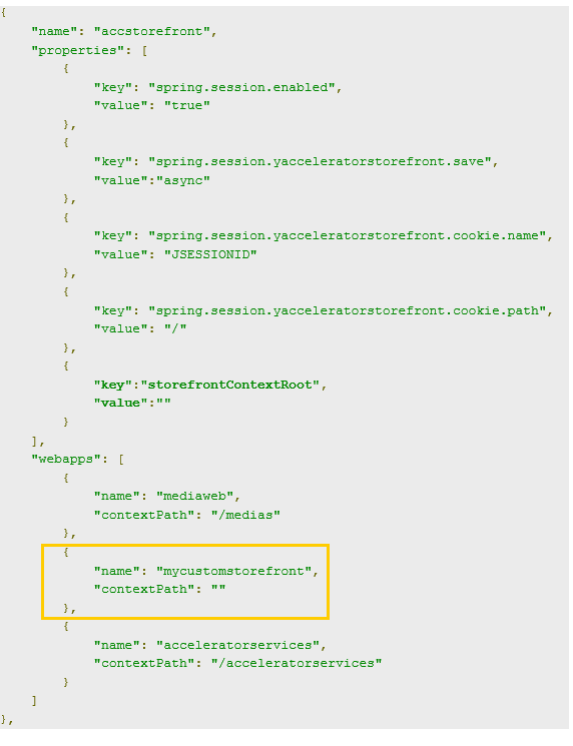 {
    "name": "accstorefront",
    "properties": [
        {
            "key": "spring.session.enabled",
            "value": "true"
        },
        {
            "key": "spring.session.yacceleratorstorefront.save",
            "value":"async"
        },
        {
            "key": "spring.session.yacceleratorstorefront.cookie.name",
            "value": "JSESSIONID"
        },
        {
            "key": "spring.session.yacceleratorstorefront.cookie.path",
            "value": "/"
        },
        {
            "key":"storefrontContextRoot",
            "value":""
        }
    ],
    "webapps": [
        {
            "name": "mediaweb",
            "contextPath": "/medias"
        },
        {
            "name": "mycustomstorefront",
            "contextPath": ""
        },
        {
            "name": "acceleratorservices",
            "contextPath": "/acceleratorservices"
        }
    ]
},